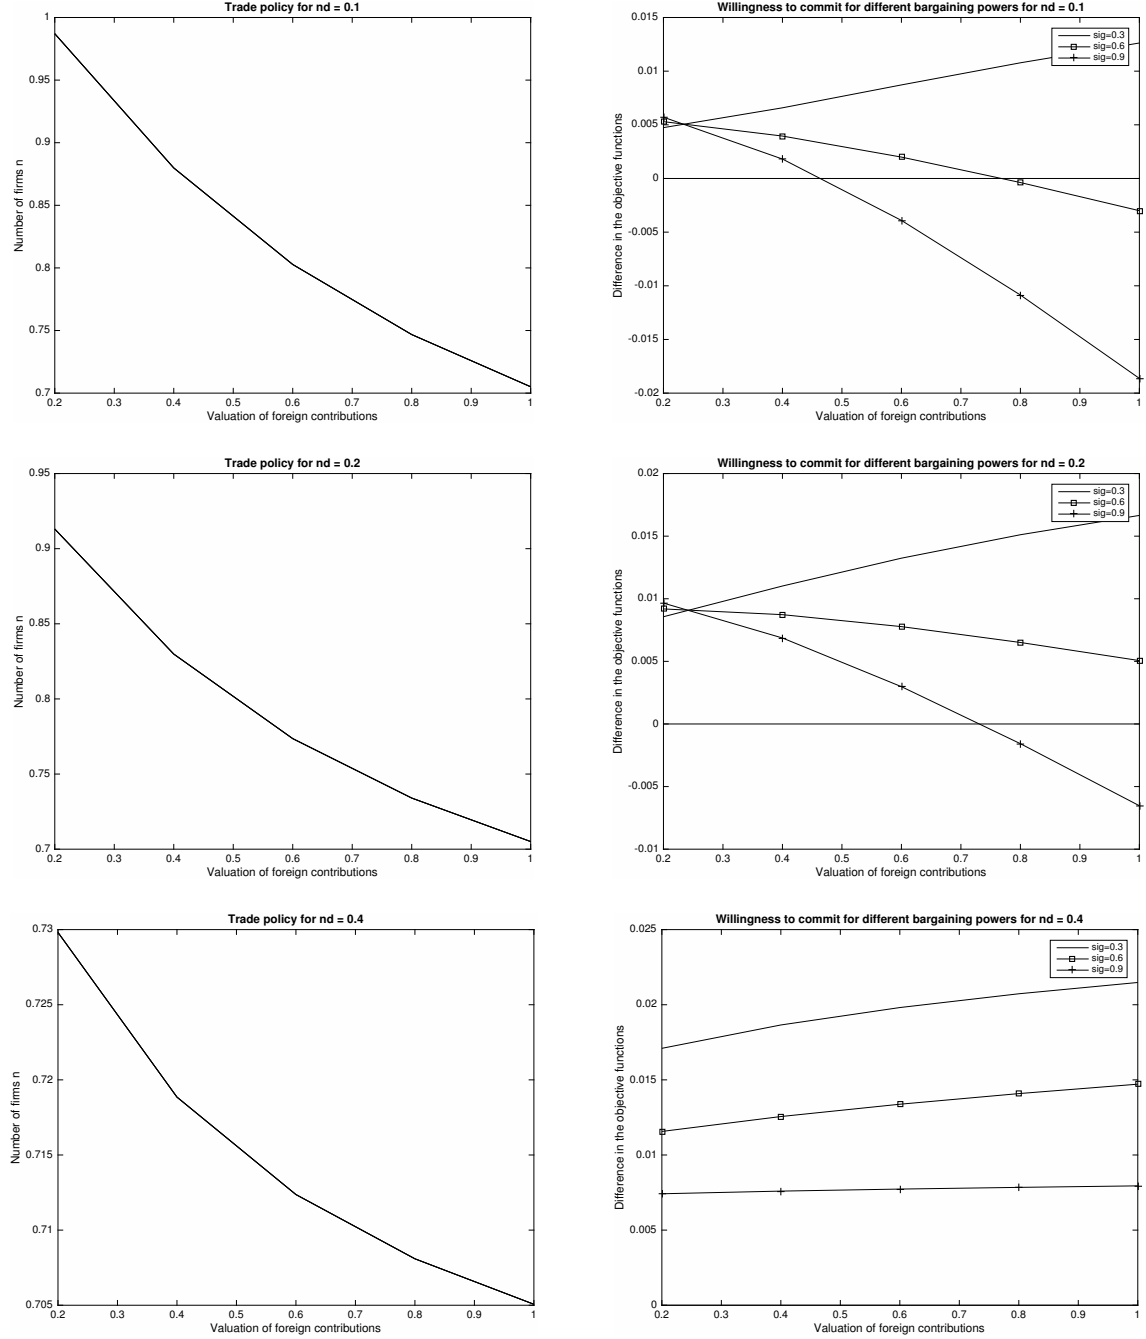 Trade policy for nd = 0.1
1
0.95
0.9
0.85
0.8
0.75
0.7
Number of firms n
0.2 0.3 0.4 0.5 0.6 0.7 0.8 0.9 1
Valuation of foreign contributions
Willingness to commit for different bargaining powers for nd = 0.1
sig=0.3
sig=0.6
sig=0.9
0.015
0.01
0.005
0
-0.005
-0.01
-0.015
-0.02
Difference in the objective functions
0.2 0.3 0.4 0.5 0.6 0.7 0.8 0.9 1
Valuation of foreign contributions
Trade policy for nd = 0.2
0.95
0.9
0.85
0.8
0.75
0.7
Number of firms n
0.2 0.3 0.4 0.5 0.6 0.7 0.8 0.9 1
Valuation of foreign contributions
Willingness to commit for different bargaining powers for nd = 0.2
sig=0.3
sig=0.6
sig=0.9
0.02
0.015
0.01
0.005
0
-0.005
-0.01
Difference in the objective functions
0.2 0.3 0.4 0.5 0.6 0.7 0.8 0.9 1
Valuation of foreign contributions
Trade policy for nd = 0.4
0.73
0.725
0.72
0.715
0.71
0.705
Number of firms n
0.2 0.3 0.4 0.5 0.6 0.7 0.8 0.9 1
Valuation of foreign contributions
Willingness to commit for different bargaining powers for nd = 0.4
sig=0.3
sig=0.6
sig=0.9
0.025
0.02
0.015
0.01
0.005
0
Difference in the objective functions
0.2 0.3 0.4 0.5 0.6 0.7 0.8 0.9 1
Valuation of foreign contributions